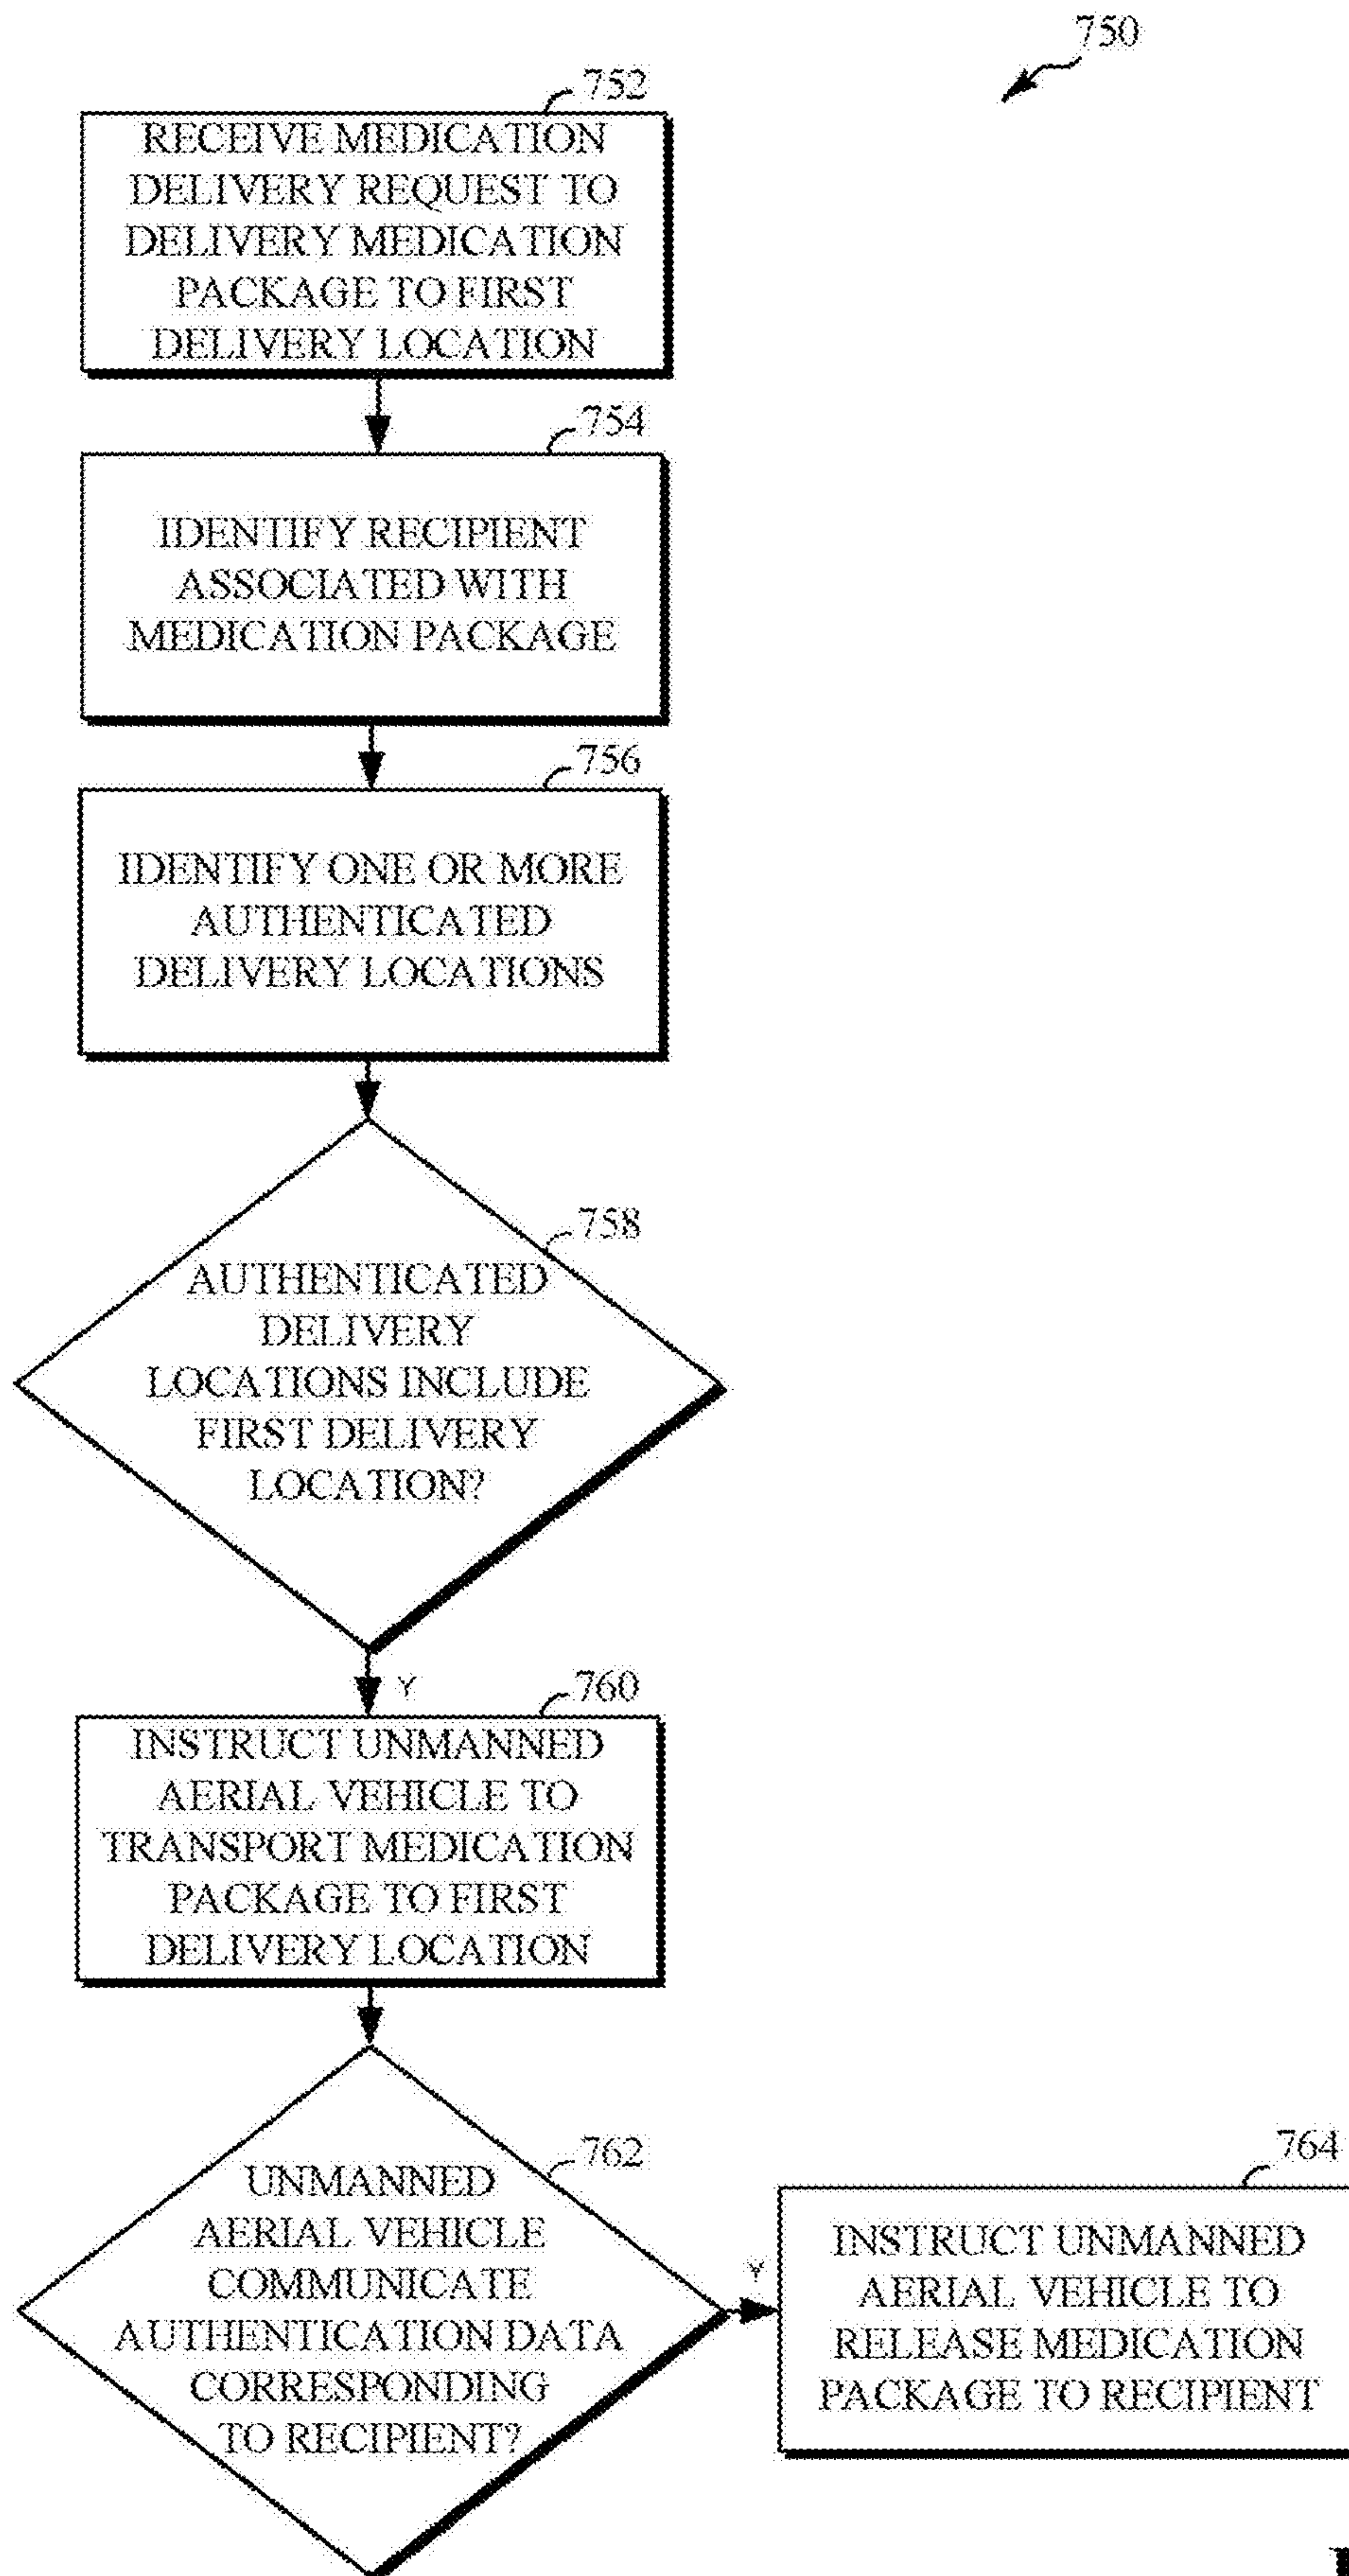 750
752
RECEIVE MEDICATION
DELIVERY REQUEST TO
DELIVERY MEDICATION
PACKAGE TO FIRST
DELIVERY LOCATION
754
IDENTIFY RECIPIENT
ASSOCIATED WITH
MEDICATION PACKAGE
756
IDENTIFY ONE OR MORE
AUTHENTICATED
DELIVERY LOCATIONS
758
AUTHENTICATED
DELIVERY
LOCATIONS INCLUDE
FIRST DELIVERY
LOCATION?
Y
760
INSTRUCT UNMANNED
AERIAL VEHICLE TO
TRANSPORT MEDICATION
PACKAGE TO FIRST
DELIVERY LOCATION
762
UNMANNED
AERIAL VEHICLE
COMMUNICATE
AUTHENTICATION DATA
CORRESPONDING
TO RECIPIENT?
Y
764
INSTRUCT UNMANNED
AERIAL VEHICLE TO
RELEASE MEDICATION
PACKAGE TO RECIPIENT